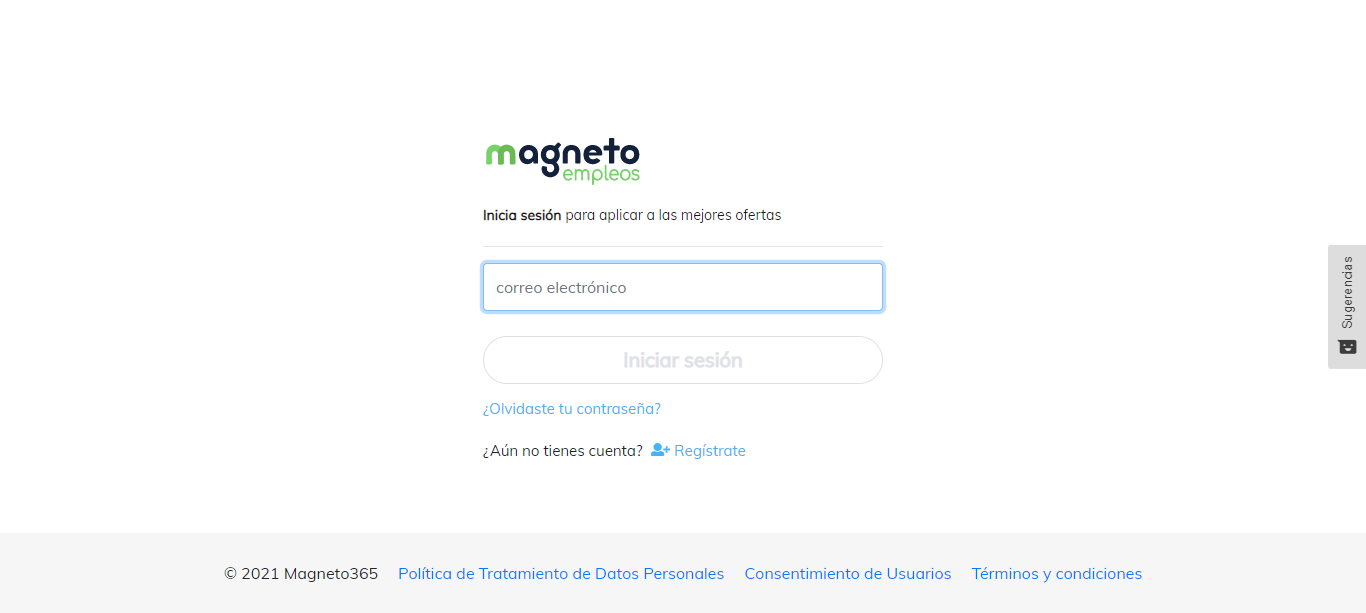 magneto
empleos
Inicia sesión para aplicar a las mejores ofertas
correo electrónico
Iniciar sesión
¿Olvidaste tu contraseña?
¿Aún no tienes cuenta? Regístrate
Sugerencias
© 2021 Magneto365 Política de Tratamiento de Datos Personales Consentimiento de Usuarios Términos y condiciones